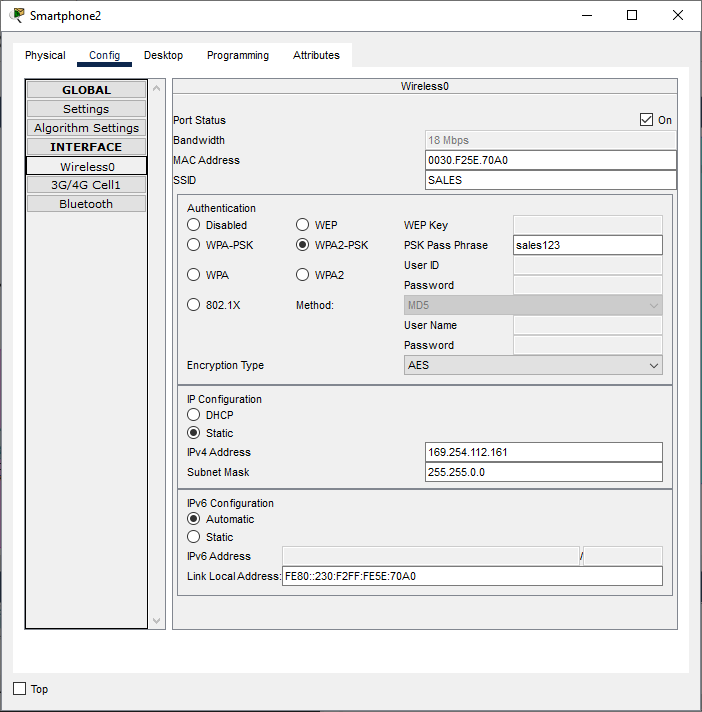 Smartphone2
Physical Config Desktop Programming Attributes
GLOBAL
Settings
Algorithm Settings
INTERFACE
Wireless0
3G/4G Cell1
Bluetooth
Wireless0
Port Status On
Bandwidth 18 Mbps
MAC Address 0030.F25E.70A0
SSID SALES
Authentication
Disabled WEP WEP Key
WPA-PSK WPA2-PSK PSK Pass Phrase sales123
User ID
WPA WPA2
Password
802.1X Method: MD5
User Name
Password
Encryption Type AES
IP Configuration
DHCP
Static
IPv4 Address 169.254.112.161
Subnet Mask 255.255.0.0
IPv6 Configuration
Automatic
Static
IPv6 Address /
Link Local Address: FE80::230:F2FF:FE5E:70A0
Top